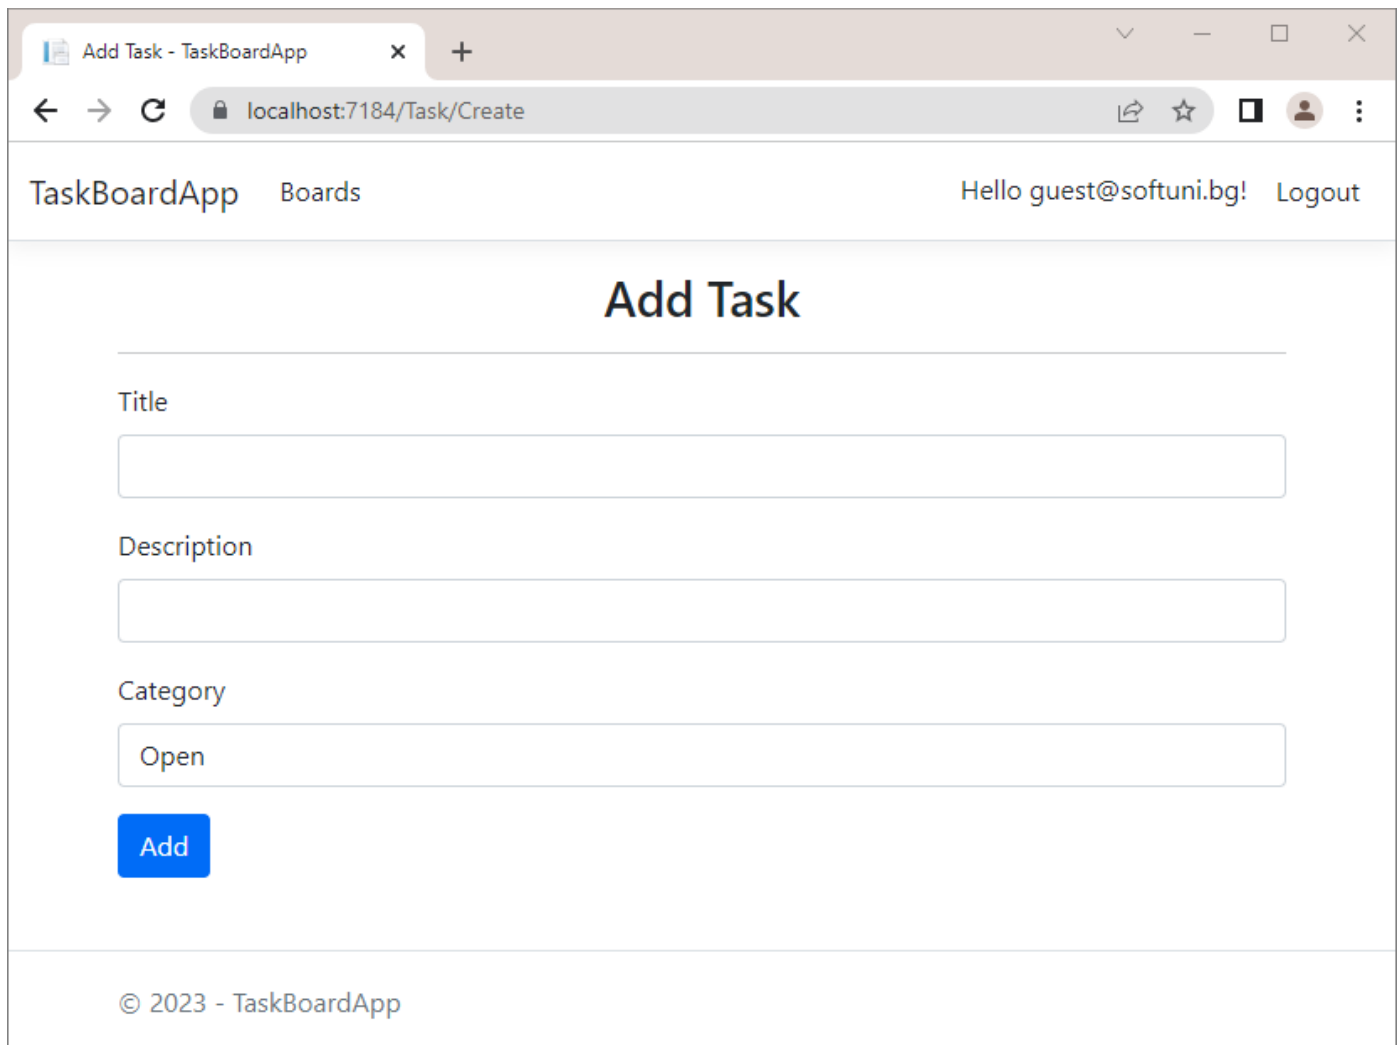 Add Task - TaskBoardApp
localhost:7184/Task/Create
TaskBoardApp Boards Hello guest@softuni.bg! Logout
Add Task
Title
Description
Category
Open
Add
© 2023 - TaskBoardApp